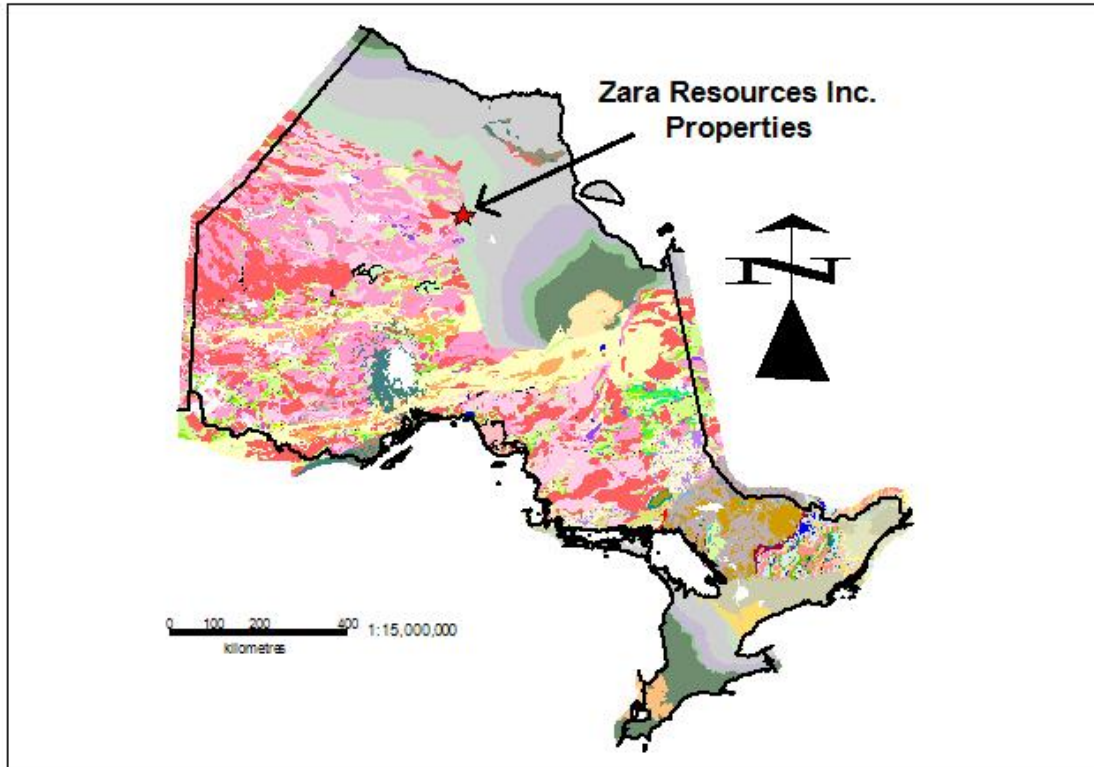 Zara Resources Inc.
Properties
N
0 100 200 400 1:15,000,000
kilometres